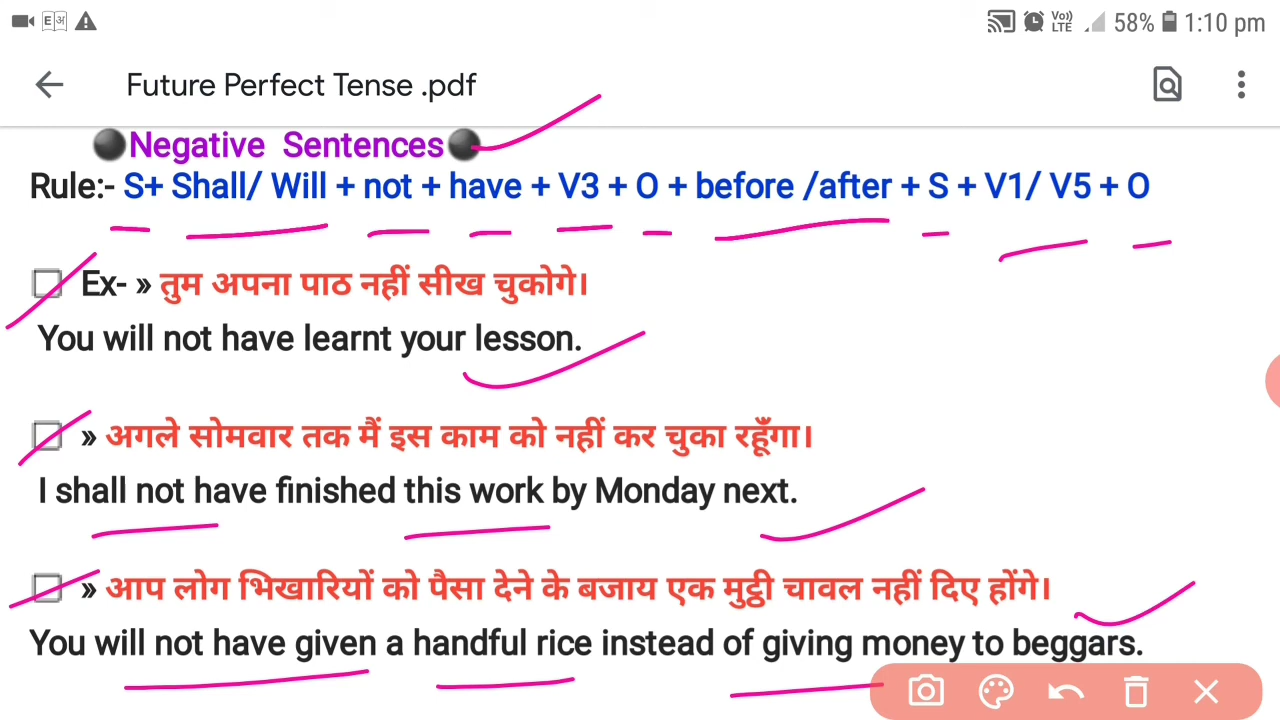 Eअ Vo)) LTE 58% 1:10 pm
Future Perfect Tense .pdf
Negative Sentences
Rule:- S+ Shall/ Will + not + have + V3 + O + before /after + S + V1/ V5 + O
Ex- » तुम अपना पाठ नहीं सीख चुकोगे।
You will not have learnt your lesson.
» अगले सोमवार तक मैं इस काम को नहीं कर चुका रहूँगा।
I shall not have finished this work by Monday next.
» आप लोग भिखारियों को पैसा देने के बजाय एक मुट्ठी चावल नहीं दिए होंगे।
You will not have given a handful rice instead of giving money to beggars.